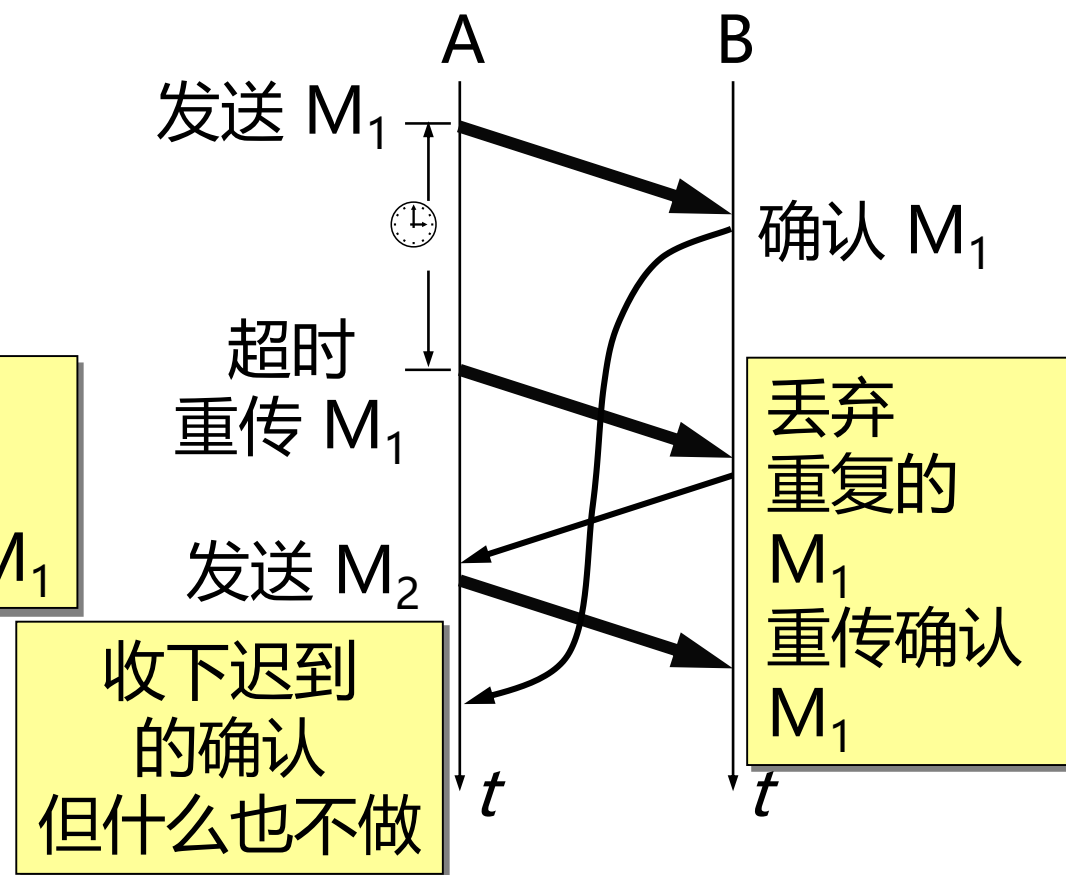 A
B
发送 M1
确认 M1
超时
重传 M1
丢弃
重复的
M1
重传确认
M1
M1
发送 M2
收下迟到
的确认
但什么也不做
t
t